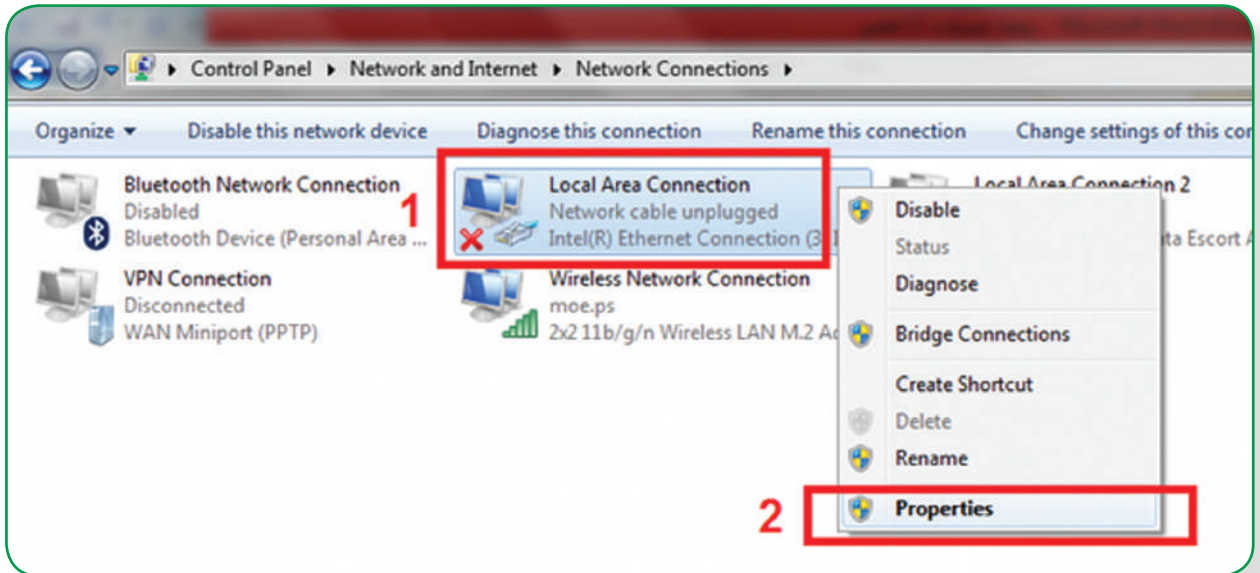 Control Panel ▸ Network and Internet ▸ Network Connections ▸
Organize ▾ Disable this network device Diagnose this connection Rename this connection Change settings of this cor
Bluetooth Network Connection
Disabled
Bluetooth Device (Personal Area ...
1
Local Area Connection
Network cable unplugged
Intel(R) Ethernet Connection (3)
Local Area Connection 2
ta Escort A
VPN Connection
Disconnected
WAN Miniport (PPTP)
Wireless Network Connection
moe.ps
2x2 11b/g/n Wireless LAN M.2 Ad
Disable
Status
Diagnose
Bridge Connections
Create Shortcut
Delete
Rename
2
Properties